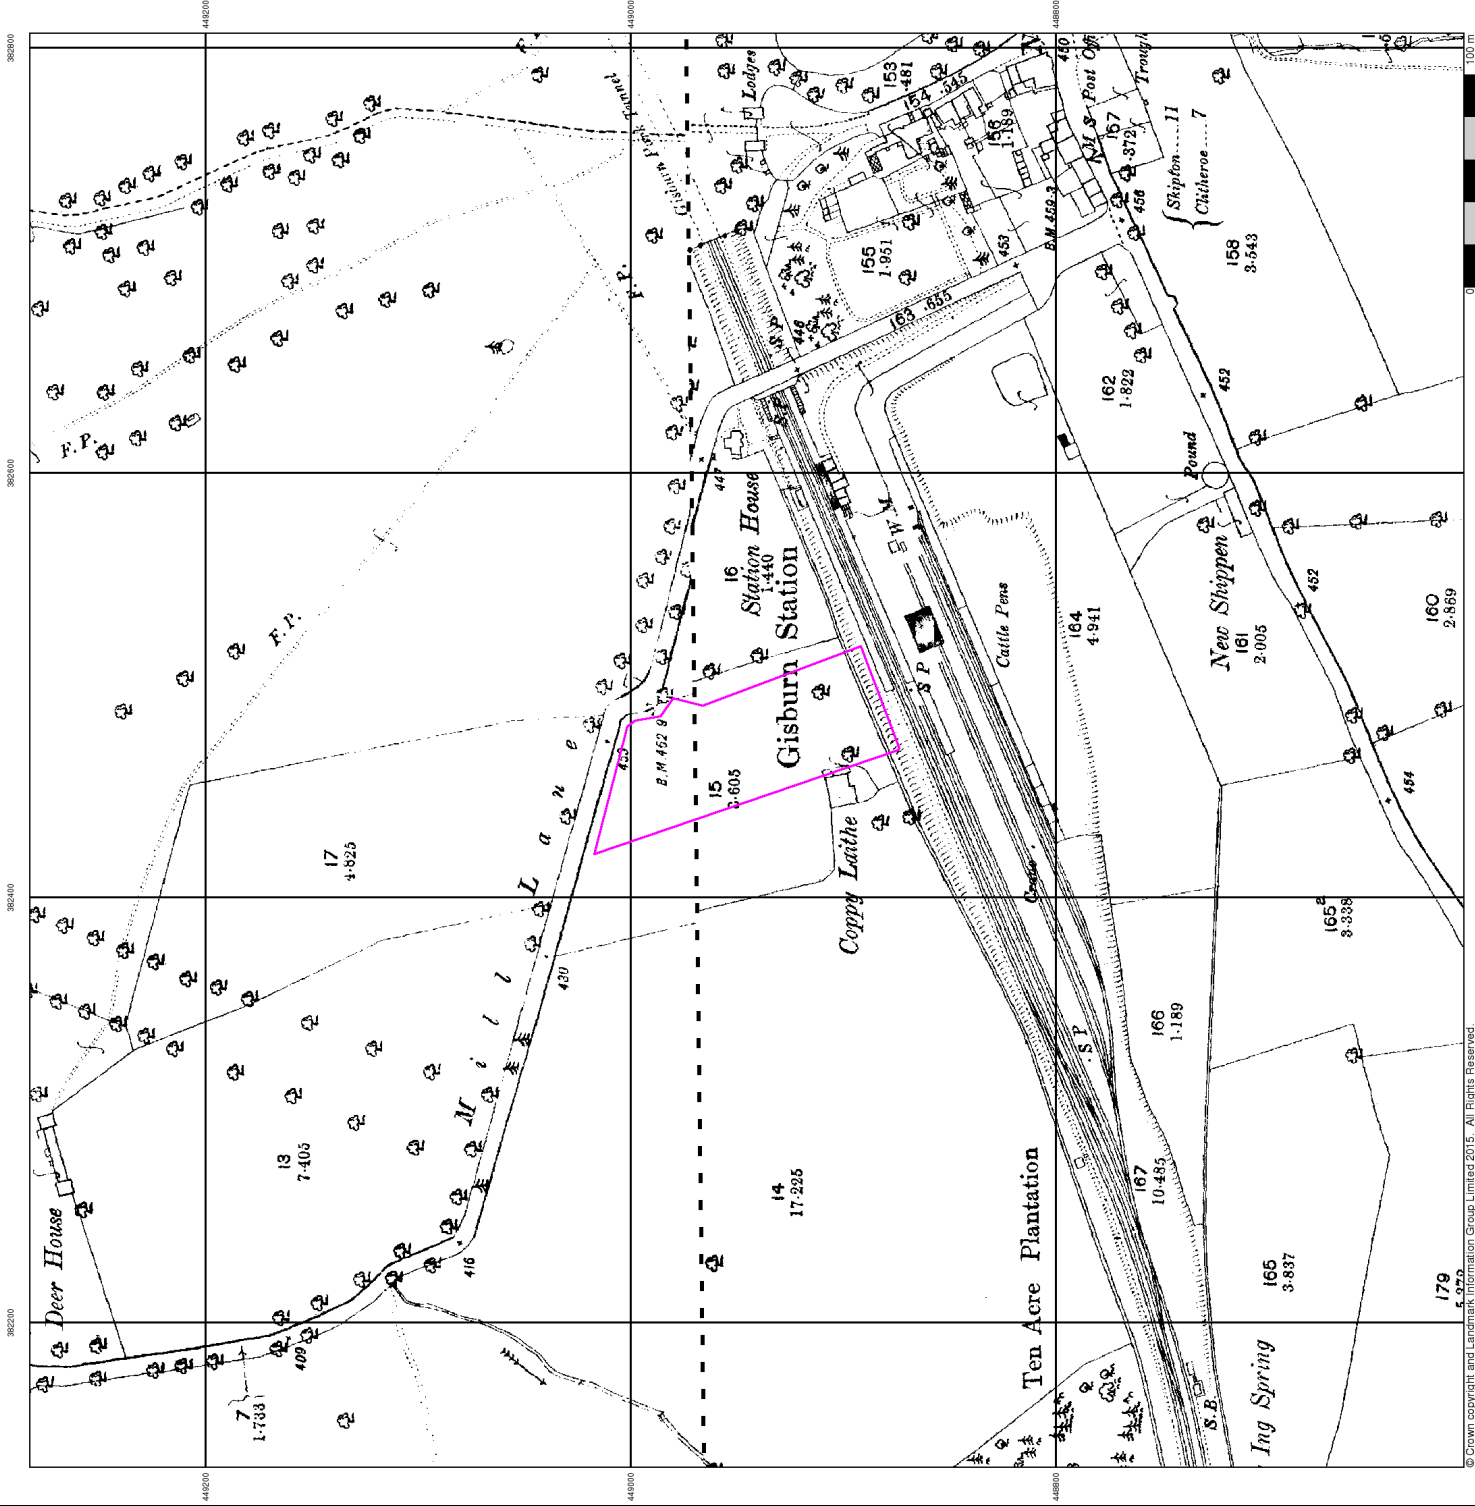 449200
449000
448800
382800
382600
382400
382200
100 m
0
F. P.
F. P.
F. P.
Gisburn Park Tunnel
Lodges
153
.481
154 .545
156
1.189
155
1.951
163 .655
157
.372
M.S.
Post Off
Trough
450
B.M 459.3
456
453
Skipton......11
Clitheroe......7
158
3.543
S.P.
446
S.P
447
Station House
16
1.440
Gisburn Station
W.M.
S P
Cattle Pens
164
4.941
162
1.822
452
Pound
New Shippen
161
2.005
452
160
2.869
454
B.M.462 9
15
Coppy Laithe
17
4.825
Mill Lane
430
13
7.405
Deer House
416
409
7
1.733
14
17.225
Ten Acre Plantation
S P
166
1.189
167
10.485
165a
3.338
165
3.837
179
S.B.
Ing Spring
449200
449000
448800
© Crown copyright and Landmark Information Group Limited 2015. All Rights Reserved.